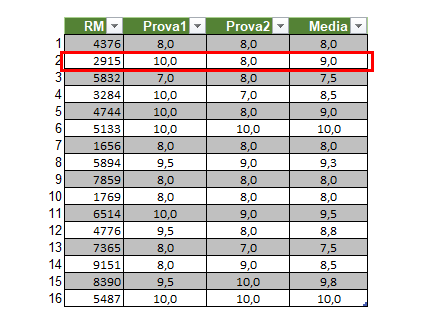 RM Prova1 Prova2 Media
1 4376 8,0 8,0 8,0
2 2915 10,0 8,0 9,0
3 5832 7,0 8,0 7,5
4 3284 10,0 7,0 8,5
5 4744 10,0 8,0 9,0
6 5133 10,0 10,0 10,0
7 1656 8,0 8,0 8,0
8 5894 9,5 9,0 9,3
9 7859 8,0 8,0 8,0
10 1769 8,0 8,0 8,0
11 6514 10,0 9,0 9,5
12 4776 9,5 8,0 8,8
13 7365 8,0 7,0 7,5
14 9151 8,0 9,0 8,5
15 8390 9,5 10,0 9,8
16 5487 10,0 10,0 10,0